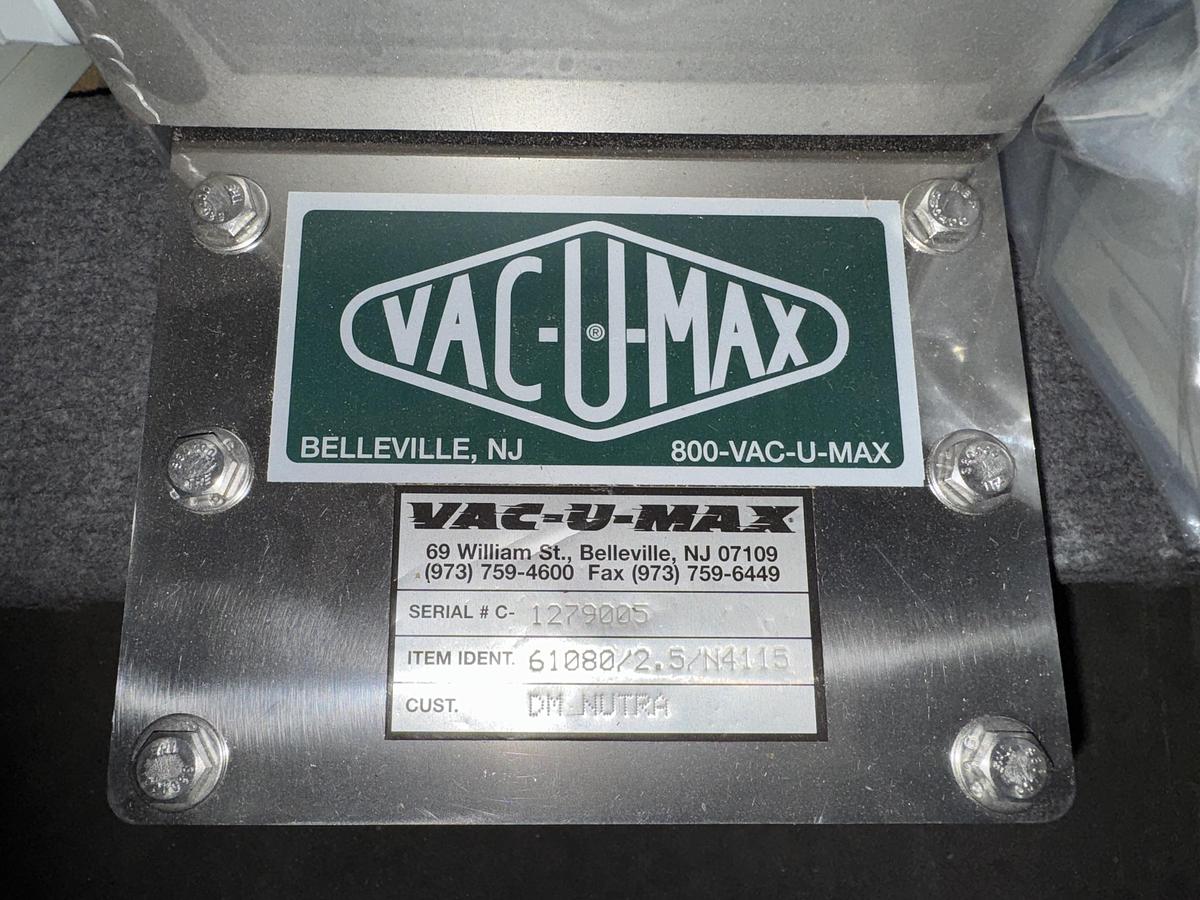 VAC-U-MAX
®
BELLEVILLE, NJ 800-VAC-U-MAX
VAC-U-MAX
69 William St., Belleville, NJ 07109
(973) 759-4600 Fax (973) 759-6449
SERIAL # C- 1279005
ITEM IDENT. 61080/2.5/N4115
CUST. DM NUTRA